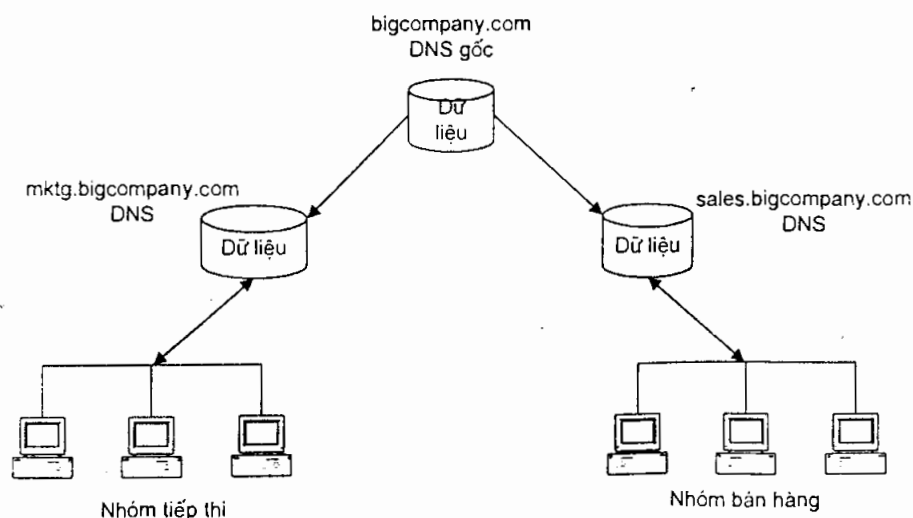 bigcompany.com
DNS gốc
Dữ
liệu
mktg.bigcompany.com
DNS
Dữ liệu
sales.bigcompany.com
DNS
Dữ liệu
Nhóm tiếp thi
Nhóm bán hàng